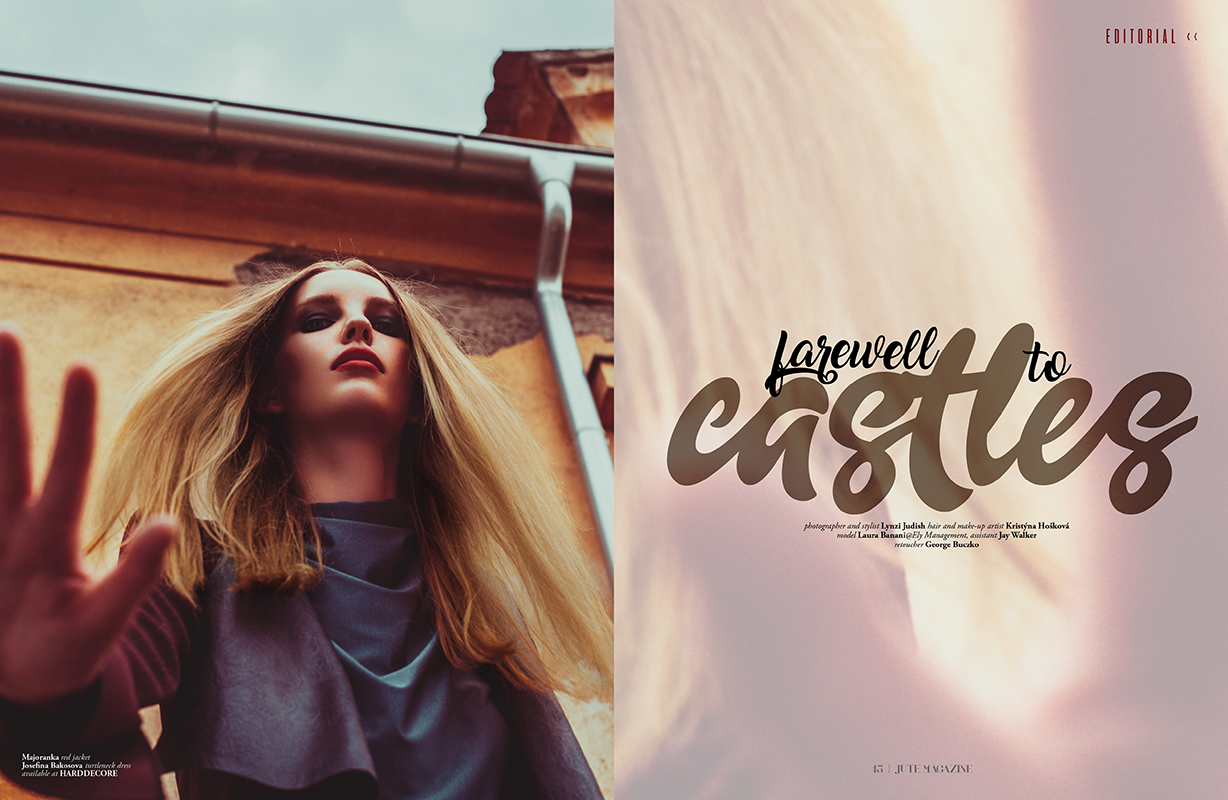 Majoranka red jacket
Josefina Bakosova turtleneck dress
available at HARDDECORE
EDITORIAL ‹‹
farewell to
castles
photographer and stylist Lynzi Judish hair and make-up artist Kristýna Hošková
model Laura Banani@Ely Management, assistant Jay Walker
retoucher George Buczko
45 | JUTE MAGAZINE